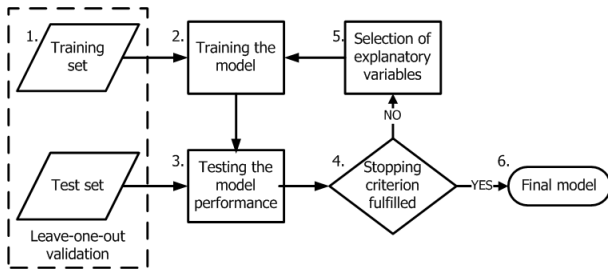 1.
Training
set
2.
Training the
model
5.
Selection of
explanatory
variables
NO
Test set
3.
Testing the
model
performance
4.
Stopping
criterion
fulfilled
YES
6.
Final model
Leave-one-out
validation